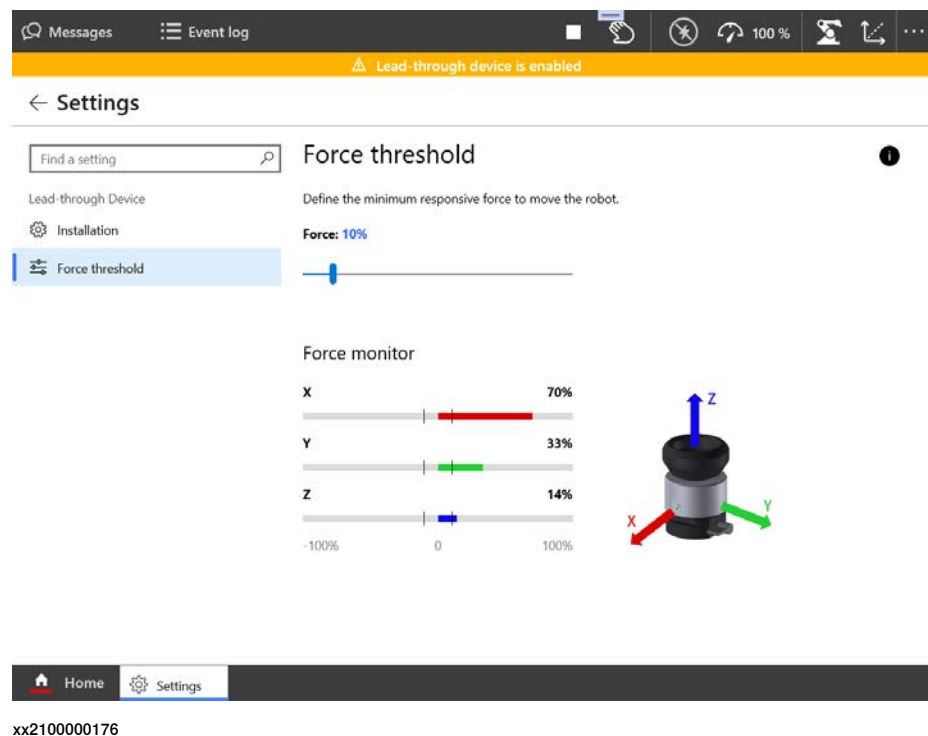 Messages Event log 100 %
Lead-through device is enabled
Settings
Find a setting
Lead-through Device
Installation
Force threshold
Force threshold
Define the minimum responsive force to move the robot.
Force: 10%
Force monitor
X 70%
Y 33%
Z 14%
-100% 0 100%
Z
X
Y
Home Settings
xx2100000176